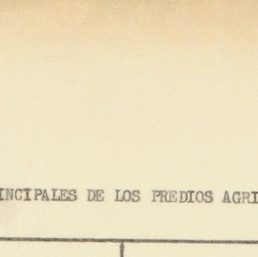 INCIPALES DE LOS PREDIOS AGRI